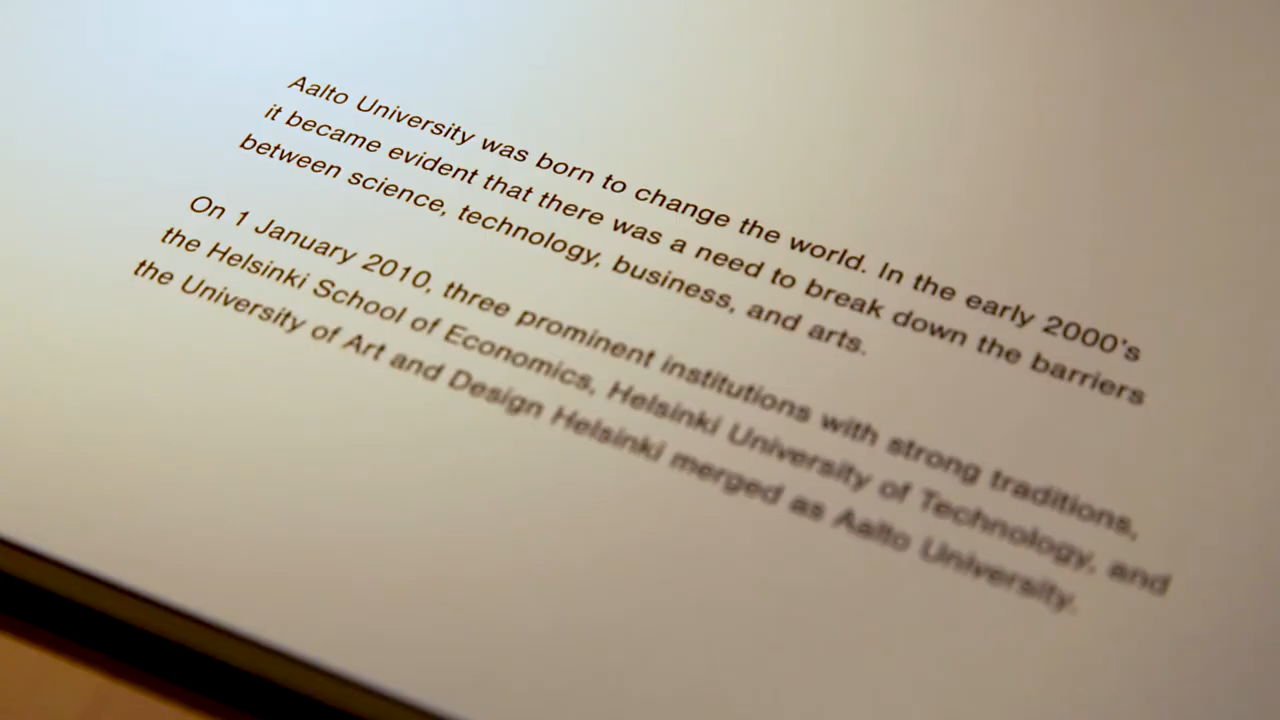 Aalto University was born to change the world. In the early 2000's
it became evident that there was a need to break down the barriers
between science, technology, business, and arts.
On 1 January 2010, three prominent institutions with strong traditions,
the Helsinki School of Economics, Helsinki University of Technology, and
the University of Art and Design Helsinki merged as Aalto University.